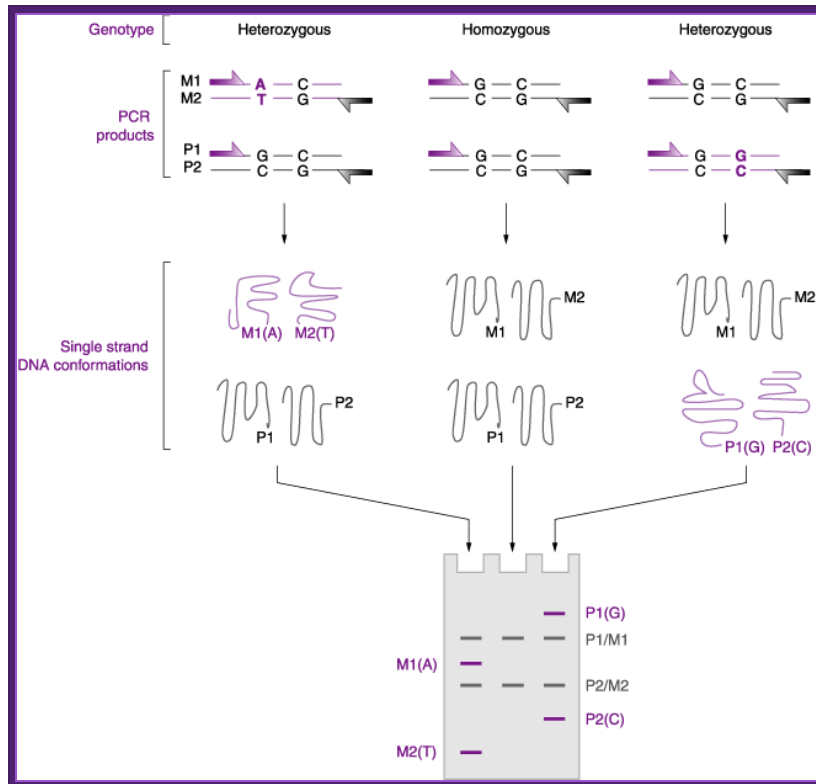 Genotype Heterozygous Homozygous Heterozygous
M1 A C G C G C
M2 T G C G C G
PCR products
P1 G C G C G G
P2 C G C G C C
M1(A) M2(T) M1 M2 M1 M2
Single strand
DNA conformations
P1 P2 P1 P2 P1(G) P2(C)
P1(G)
P1/M1
M1(A)
P2/M2
P2(C)
M2(T)